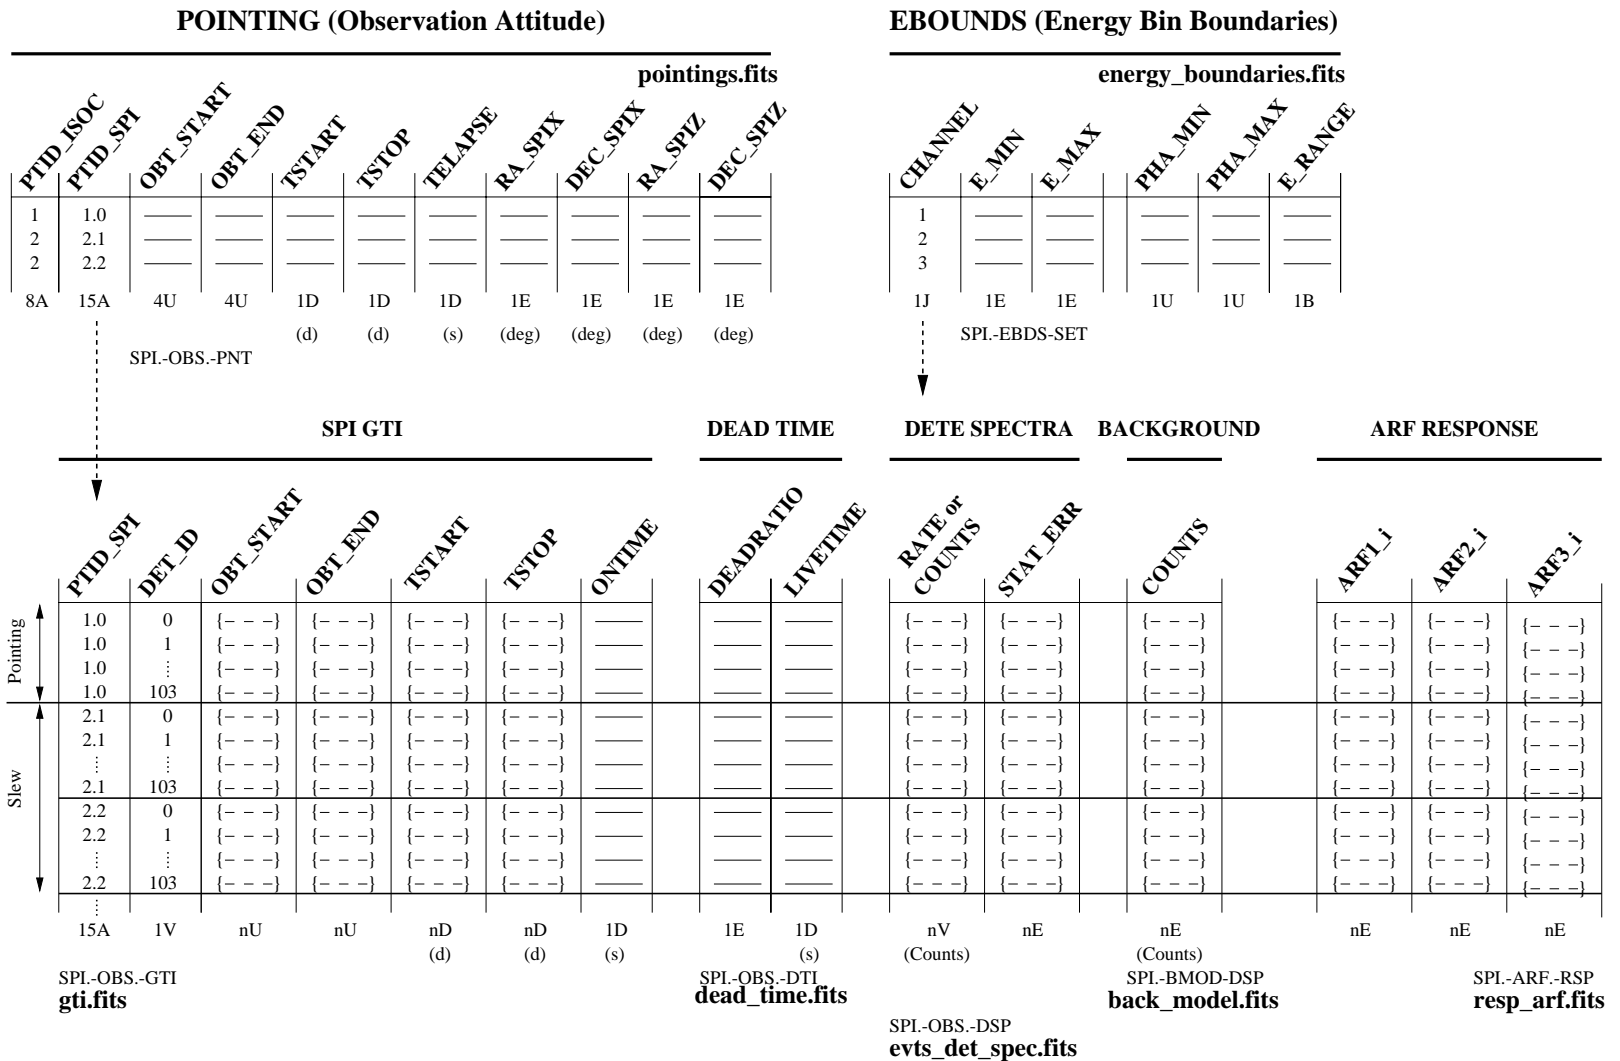 POINTING (Observation Attitude)
pointings.fits
PTID_ISOC PTID_SPI OBT_START OBT_END TSTART TSTOP TELAPSE RA_SPIX DEC_SPIX RA_SPIZ DEC_SPIZ
1 1.0
2 2.1
2 2.2
8A 15A 4U 4U 1D 1D 1D 1E 1E 1E 1E
(d) (d) (s) (deg) (deg) (deg) (deg)
SPI.-OBS.-PNT
EBOUNDS (Energy Bin Boundaries)
energy_boundaries.fits
CHANNEL E_MIN E_MAX PHA_MIN PHA_MAX E_RANGE
1
2
3
1J 1E 1E 1U 1U 1B
SPI.-EBDS-SET
SPI GTI DEAD TIME DETE SPECTRA BACKGROUND ARF RESPONSE
PTID_SPI DET_ID OBT_START OBT_END TSTART TSTOP ONTIME DEADRATIO LIVETIME RATE or COUNTS STAT_ERR COUNTS ARF1_i ARF2_i ARF3_i
Pointing
1.0 0 {– – –} {– – –} {– – –} {– – –} {– – –} {– – –} {– – –} {– – –} {– – –} {– – –}
1.0 1 {– – –} {– – –} {– – –} {– – –} {– – –} {– – –} {– – –} {– – –} {– – –} {– – –}
1.0 ⋮ {– – –} {– – –} {– – –} {– – –} {– – –} {– – –} {– – –} {– – –} {– – –} {– – –}
1.0 103 {– – –} {– – –} {– – –} {– – –} {– – –} {– – –} {– – –} {– – –} {– – –} {– – –}
Slew
2.1 0 {– – –} {– – –} {– – –} {– – –} {– – –} {– – –} {– – –} {– – –} {– – –} {– – –}
2.1 1 {– – –} {– – –} {– – –} {– – –} {– – –} {– – –} {– – –} {– – –} {– – –} {– – –}
⋮ ⋮ {– – –} {– – –} {– – –} {– – –} {– – –} {– – –} {– – –} {– – –} {– – –} {– – –}
2.1 103 {– – –} {– – –} {– – –} {– – –} {– – –} {– – –} {– – –} {– – –} {– – –} {– – –}
2.2 0 {– – –} {– – –} {– – –} {– – –} {– – –} {– – –} {– – –} {– – –} {– – –} {– – –}
2.2 1 {– – –} {– – –} {– – –} {– – –} {– – –} {– – –} {– – –} {– – –} {– – –} {– – –}
⋮ ⋮ {– – –} {– – –} {– – –} {– – –} {– – –} {– – –} {– – –} {– – –} {– – –} {– – –}
2.2 103 {– – –} {– – –} {– – –} {– – –} {– – –} {– – –} {– – –} {– – –} {– – –} {– – –}
⋮
15A 1V nU nU nD nD 1D 1E 1D nV nE nE nE nE nE
(d) (d) (s) (s) (Counts) (Counts)
SPI.-OBS.-GTI
gti.fits
SPI.-OBS.-DTI
dead_time.fits
SPI.-OBS.-DSP
evts_det_spec.fits
SPI.-BMOD-DSP
back_model.fits
SPI.-ARF.-RSP
resp_arf.fits